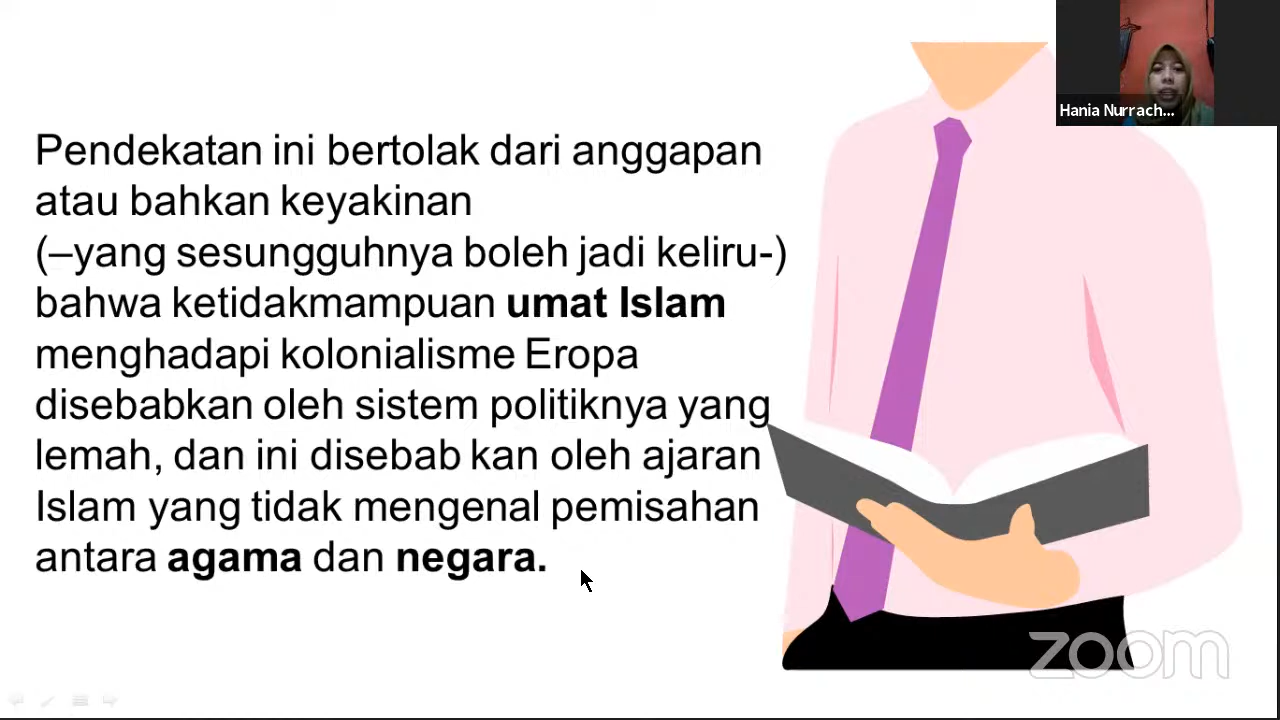 Pendekatan ini bertolak dari anggapan
atau bahkan keyakinan
(–yang sesungguhnya boleh jadi keliru-)
bahwa ketidakmampuan umat Islam
menghadapi kolonialisme Eropa
disebabkan oleh sistem politiknya yang
lemah, dan ini disebab kan oleh ajaran
Islam yang tidak mengenal pemisahan
antara agama dan negara.
Hania Nurrach...
zoom